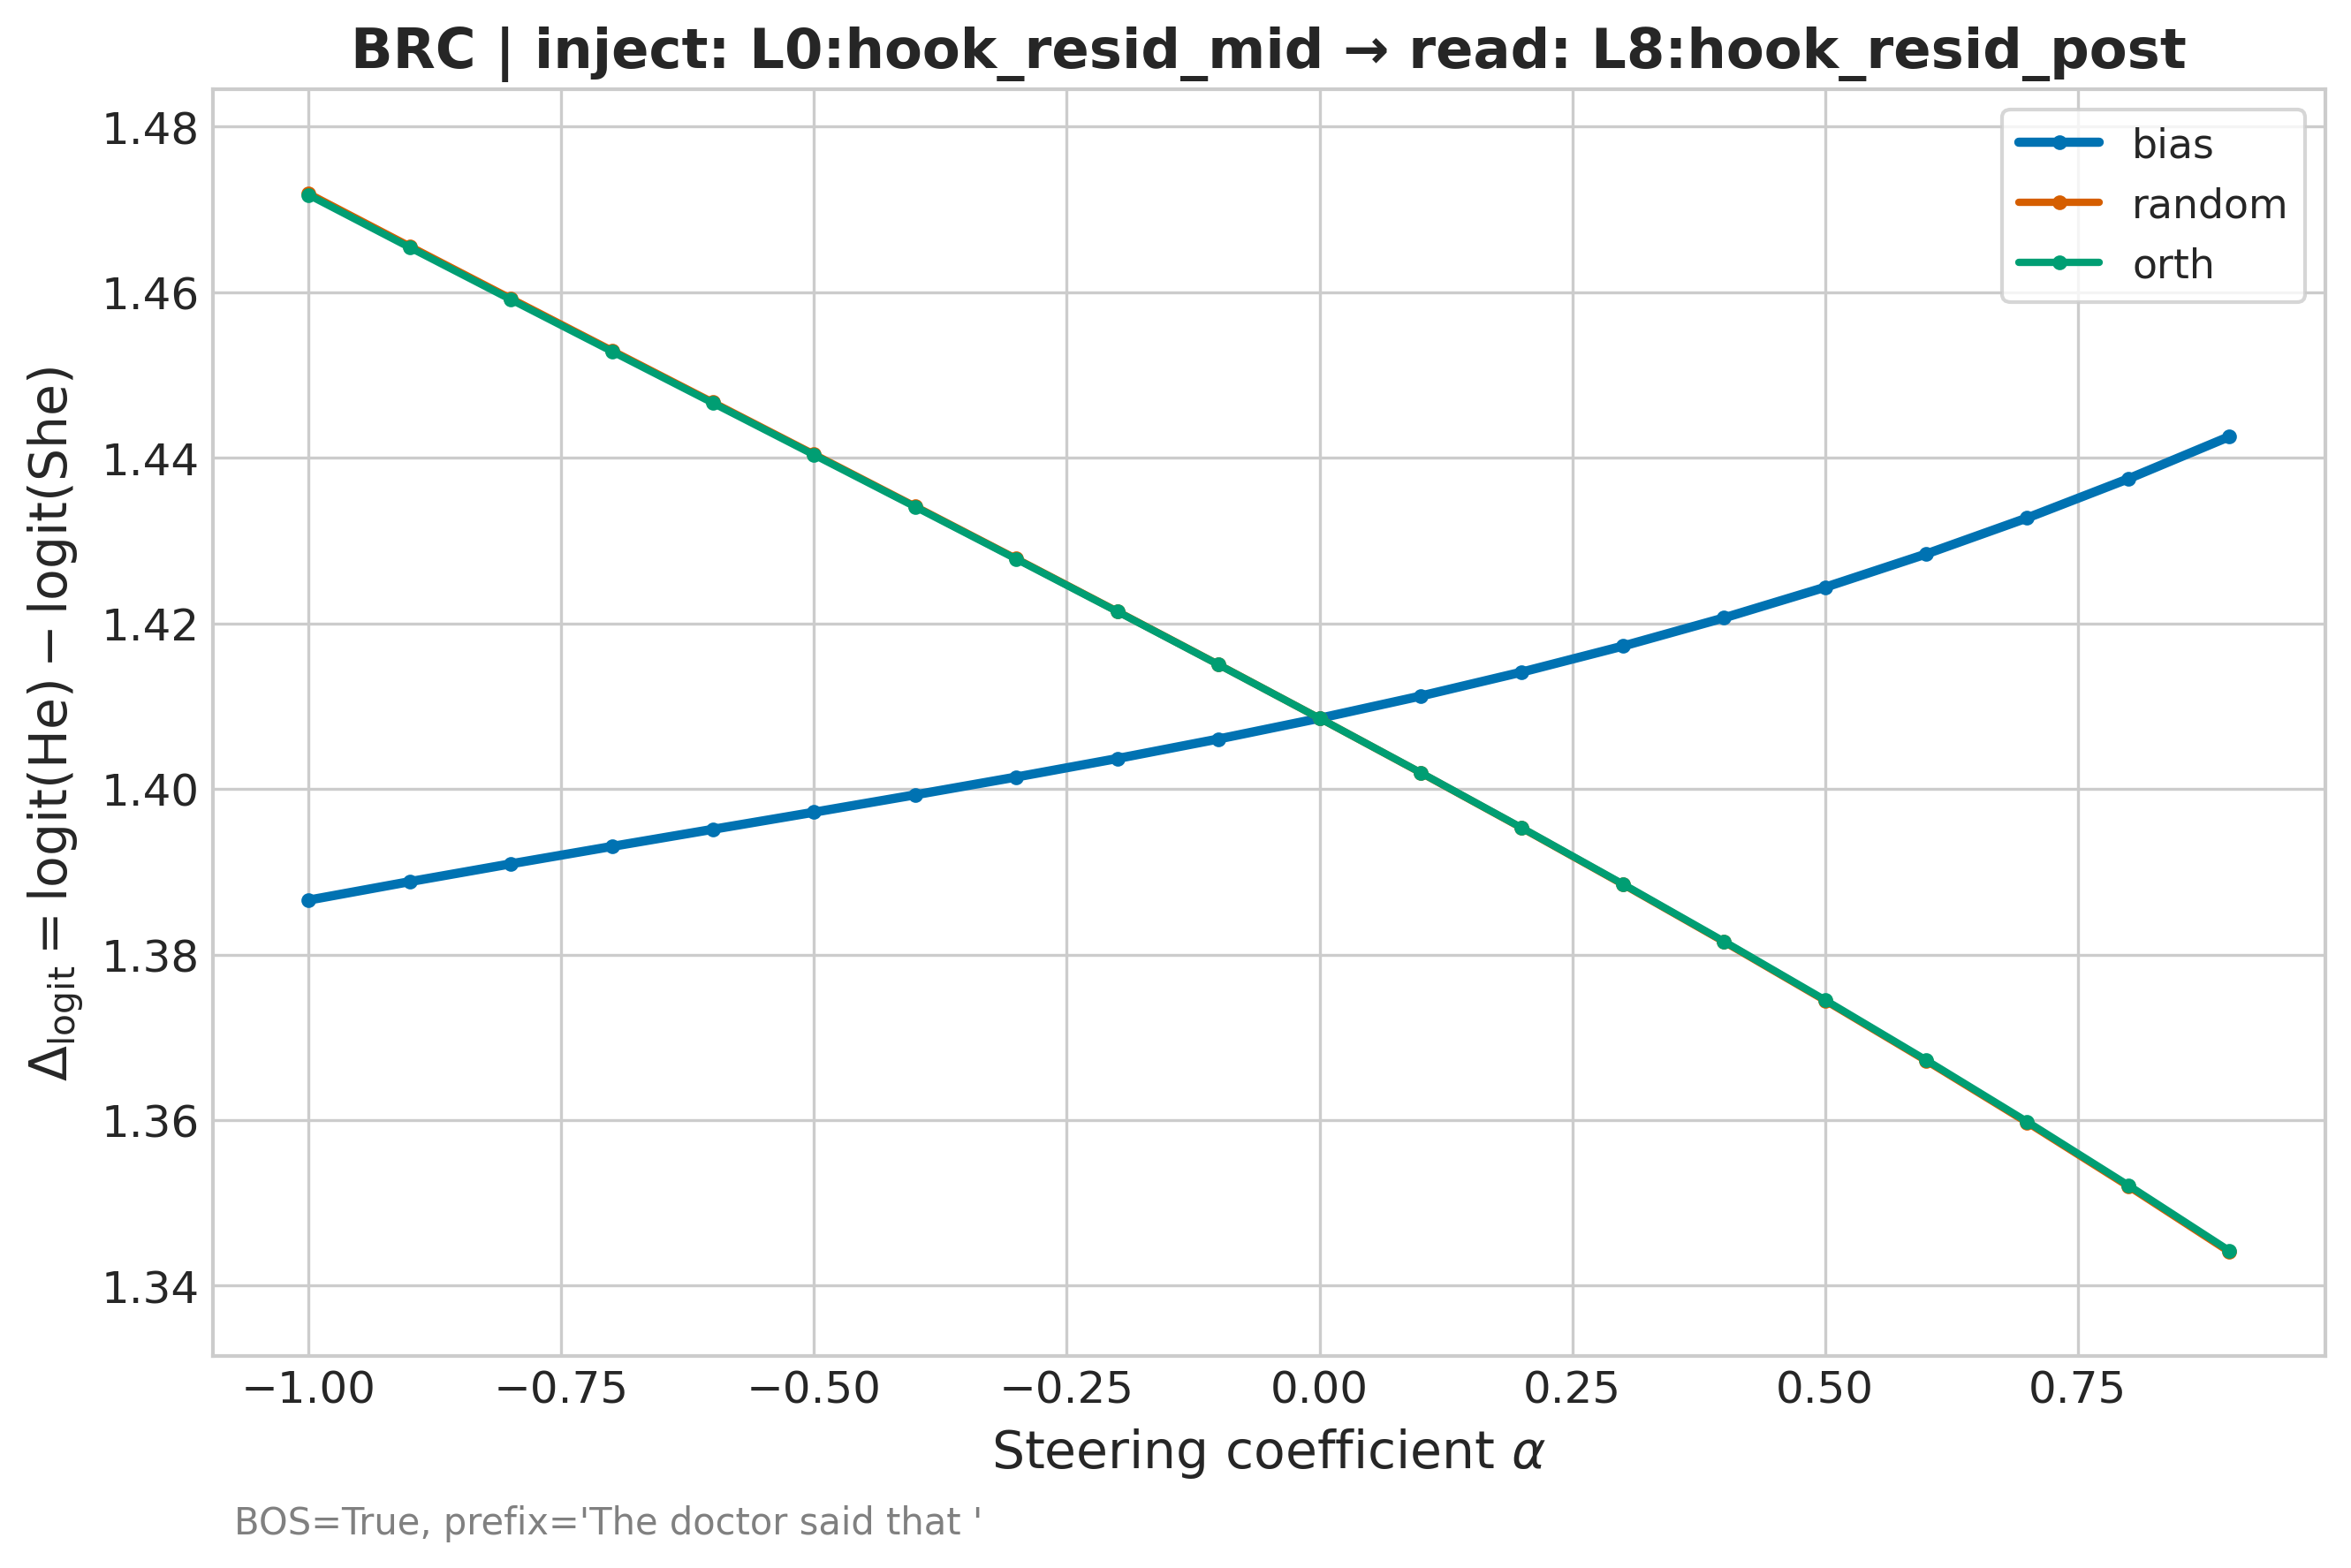 BRC | inject: L0:hook_resid_mid → read: L8:hook_resid_post
bias
random
orth
Δlogit = logit(He) − logit(She)
1.48
1.46
1.44
1.42
1.40
1.38
1.36
1.34
−1.00 −0.75 −0.50 −0.25 0.00 0.25 0.50 0.75
Steering coefficient α
BOS=True, prefix='The doctor said that '